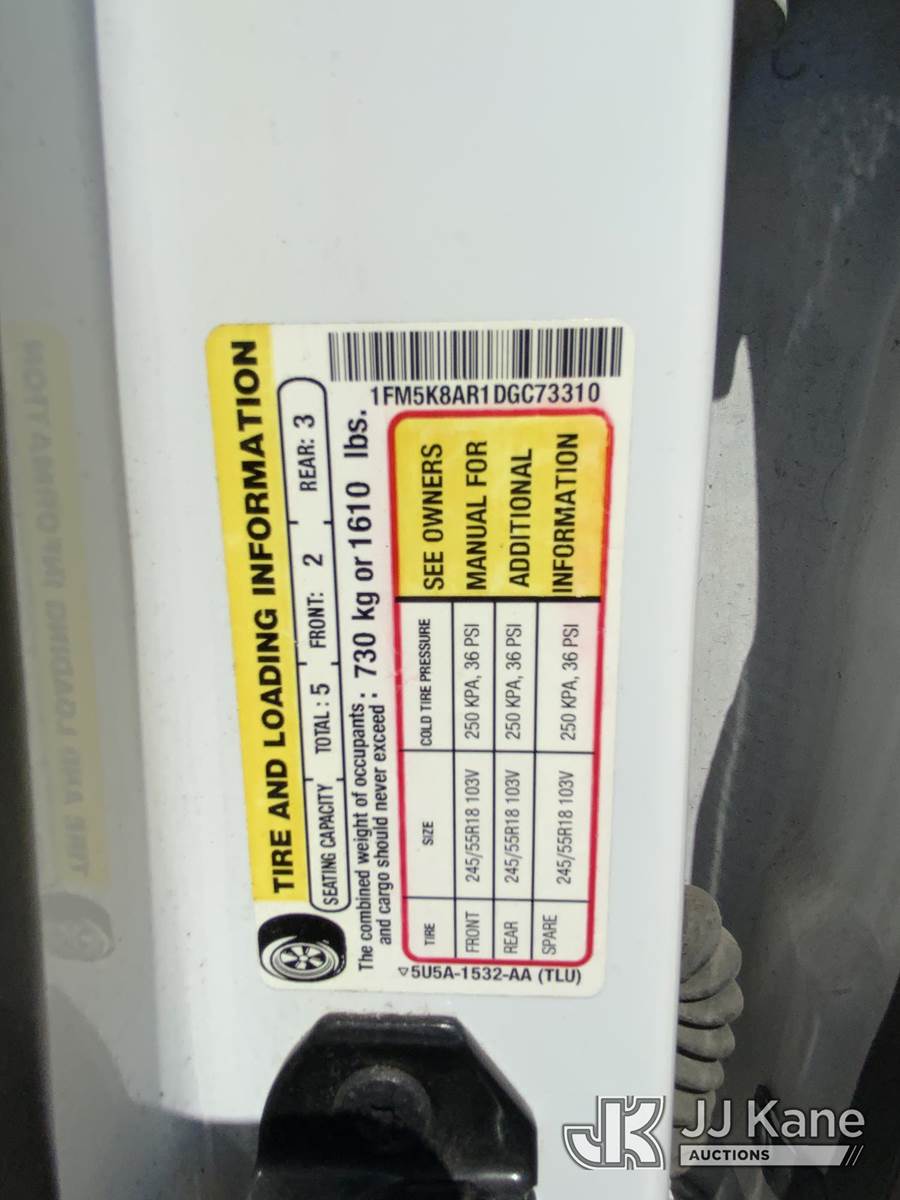 TIRE AND LOADING INFORMATION
SEATING CAPACITY TOTAL : 5 FRONT: 2 REAR: 3
The combined weight of occupants
and cargo should never exceed : 730 kg or 1610 lbs.
TIRE SIZE COLD TIRE PRESSURE
FRONT 245/55R18 103V 250 KPA, 36 PSI
REAR 245/55R18 103V 250 KPA, 36 PSI
SPARE 245/55R18 103V 250 KPA, 36 PSI
SEE OWNERS
MANUAL FOR
ADDITIONAL
INFORMATION
5U5A-1532-AA (TLU)
1FM5K8AR1DGC73310
JK JJ Kane
AUCTIONS